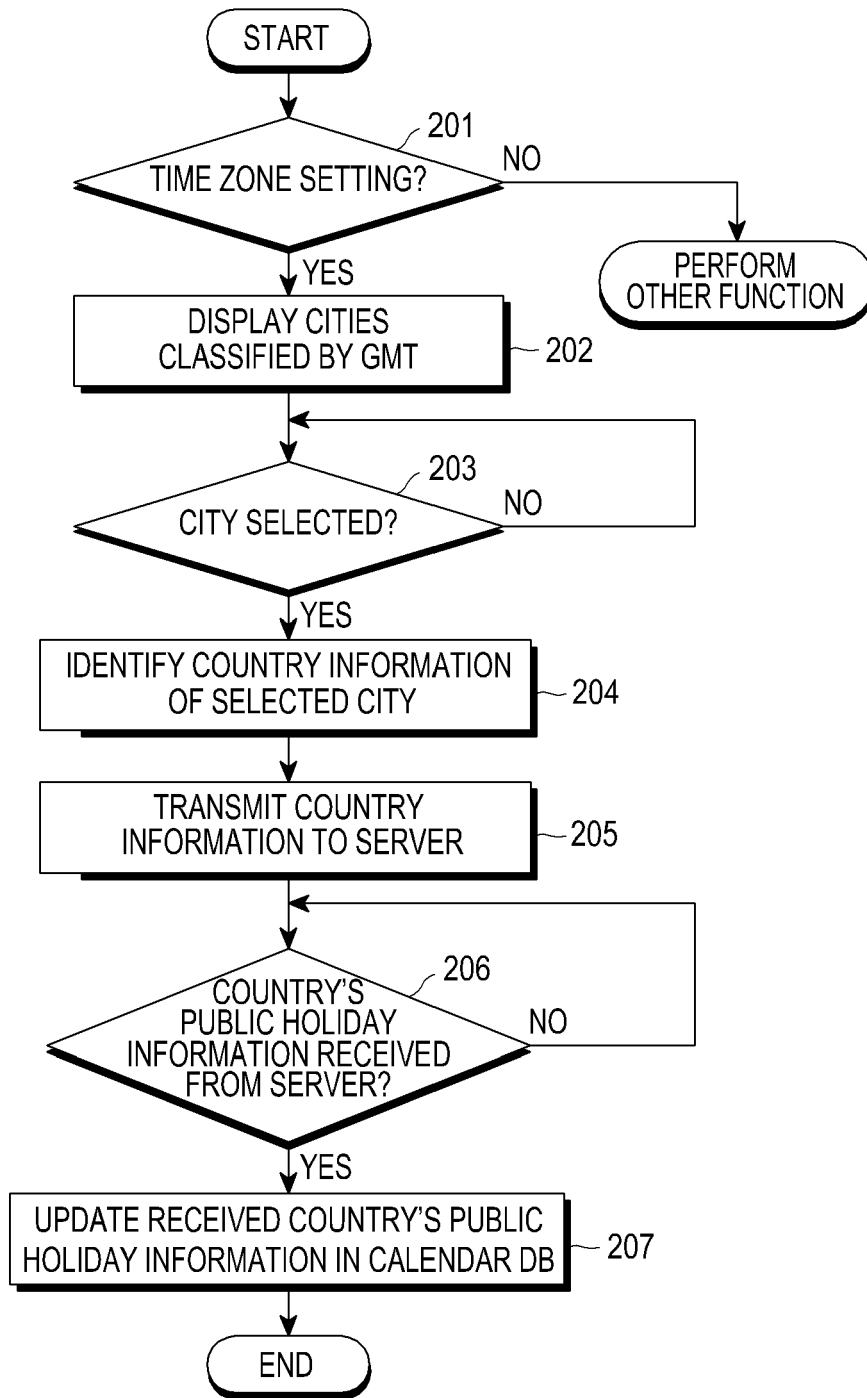 START
201
TIME ZONE SETTING?
NO
YES
PERFORM
OTHER FUNCTION
DISPLAY CITIES
CLASSIFIED BY GMT
202
203
CITY SELECTED?
NO
YES
IDENTIFY COUNTRY INFORMATION
OF SELECTED CITY
204
TRANSMIT COUNTRY
INFORMATION TO SERVER
205
206
COUNTRY'S
PUBLIC HOLIDAY
INFORMATION RECEIVED
FROM SERVER?
NO
YES
UPDATE RECEIVED COUNTRY'S PUBLIC
HOLIDAY INFORMATION IN CALENDAR DB
207
END